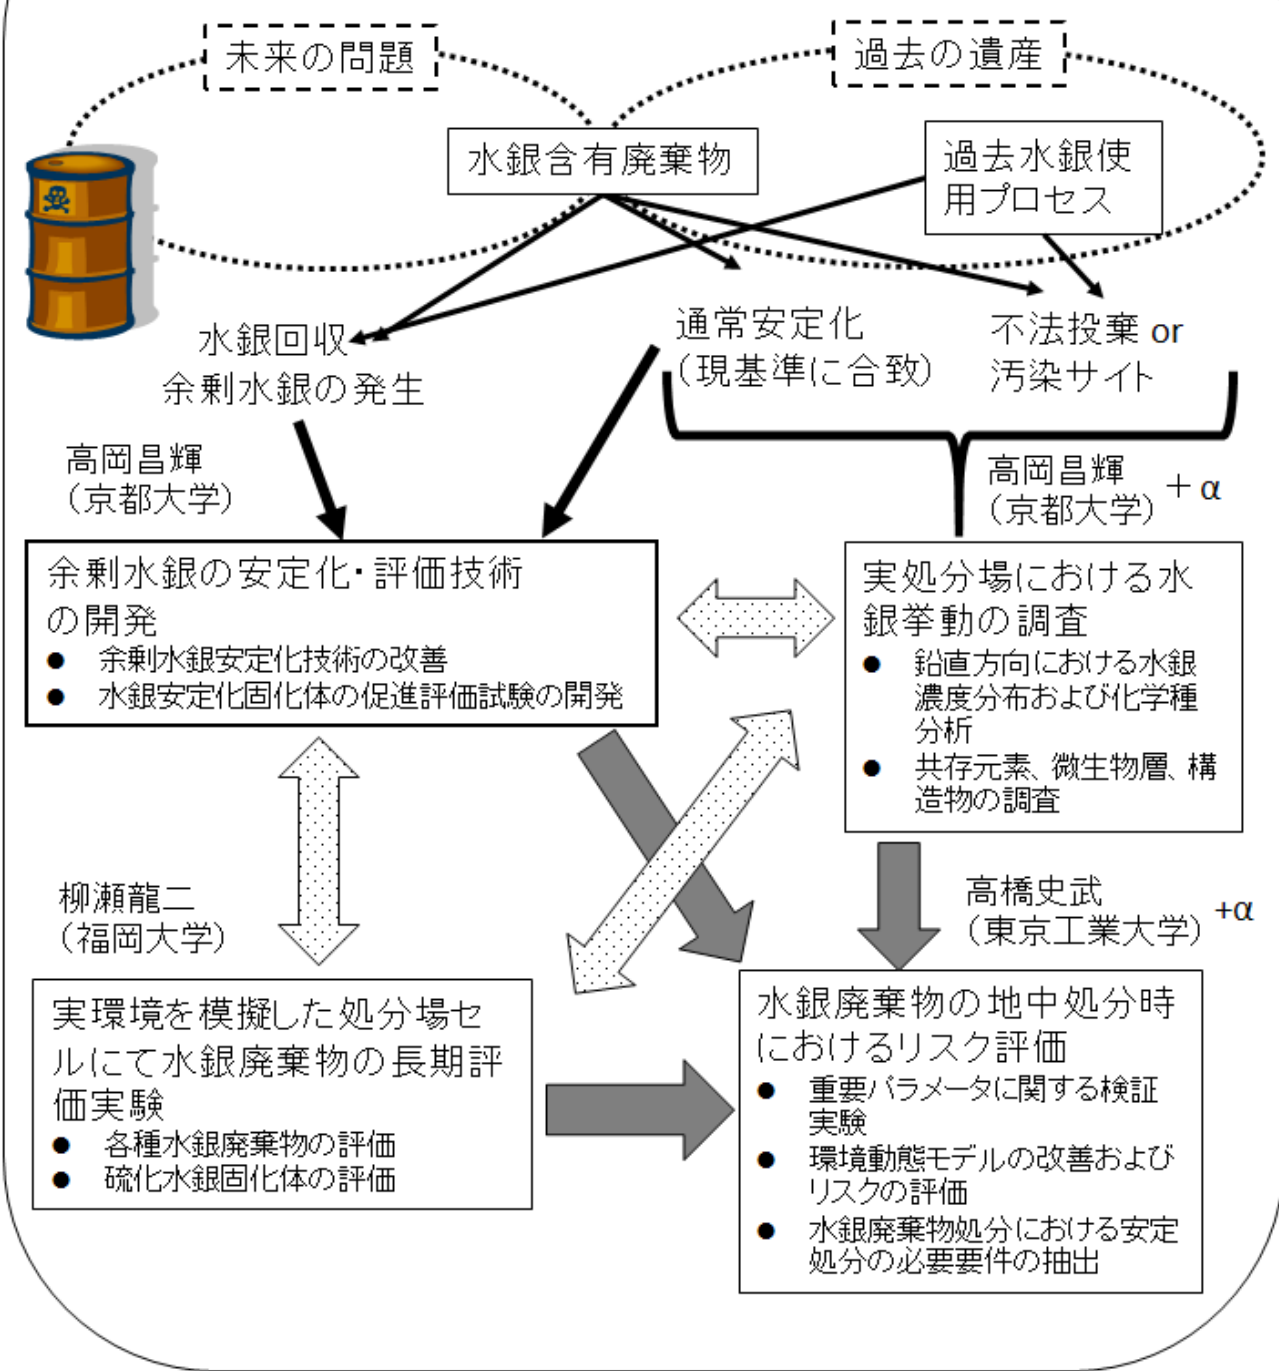 未来の問題
過去の遺産
水銀含有廃棄物
過去水銀使
用プロセス
水銀回収
余剰水銀の発生
通常安定化
(現基準に合致)
不法投棄 or
汚染サイト
高岡昌輝
(京都大学)
高岡昌輝
(京都大学)
+α
余剰水銀の安定化・評価技術
の開発
● 余剰水銀安定化技術の改善
● 水銀安定化固化体の促進評価試験の開発
実処分場における水
銀挙動の調査
● 鉛直方向における水銀
濃度分布および化学種
分析
● 共存元素、微生物層、構
造物の調査
柳瀬龍二
(福岡大学)
高橋史武
(東京工業大学)
+α
実環境を模擬した処分場セ
ルにて水銀廃棄物の長期評
価実験
● 各種水銀廃棄物の評価
● 硫化水銀固化体の評価
水銀廃棄物の地中処分時
におけるリスク評価
● 重要パラメータに関する検証
実験
● 環境動態モデルの改善および
リスクの評価
● 水銀廃棄物処分における安定
処分の必要要件の抽出